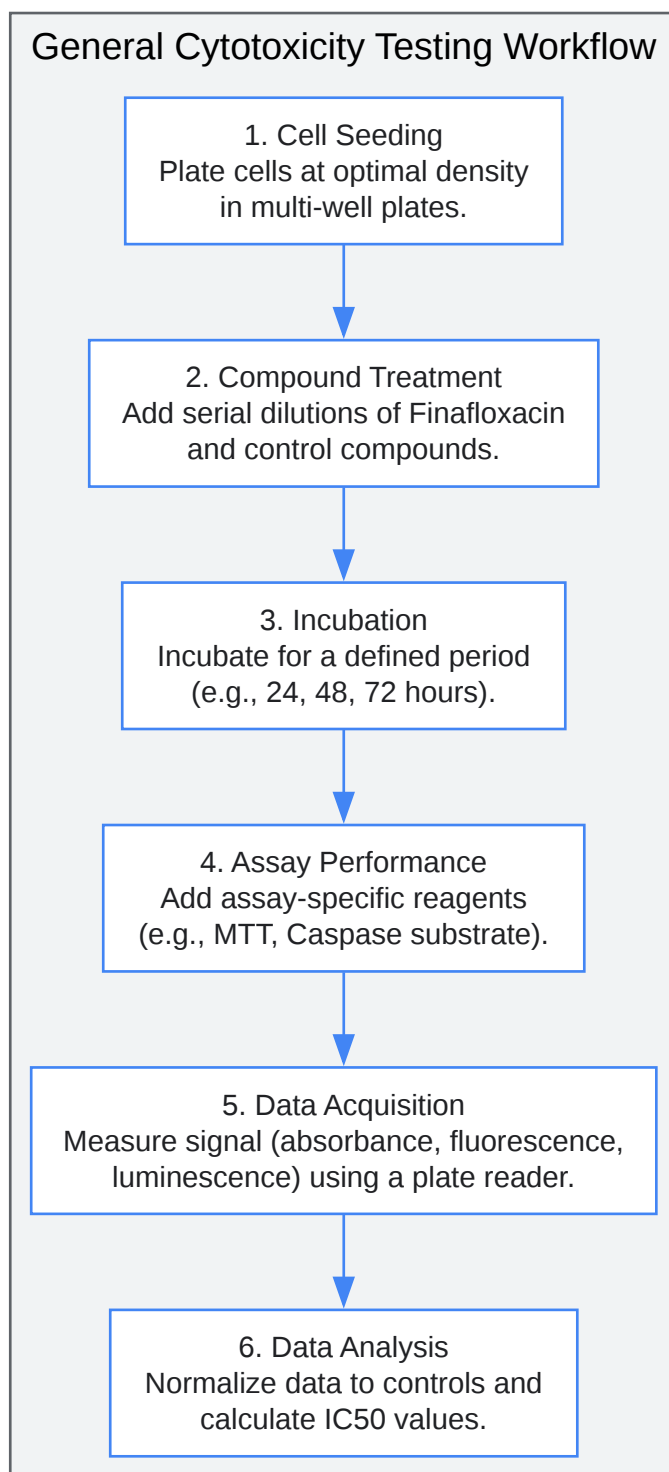 General Cytotoxicity Testing Workflow
1. Cell Seeding
Plate cells at optimal density
in multi-well plates.
2. Compound Treatment
Add serial dilutions of Finafloxacin
and control compounds.
3. Incubation
Incubate for a defined period
(e.g., 24, 48, 72 hours).
4. Assay Performance
Add assay-specific reagents
(e.g., MTT, Caspase substrate).
5. Data Acquisition
Measure signal (absorbance, fluorescence,
luminescence) using a plate reader.
6. Data Analysis
Normalize data to controls and
calculate IC50 values.